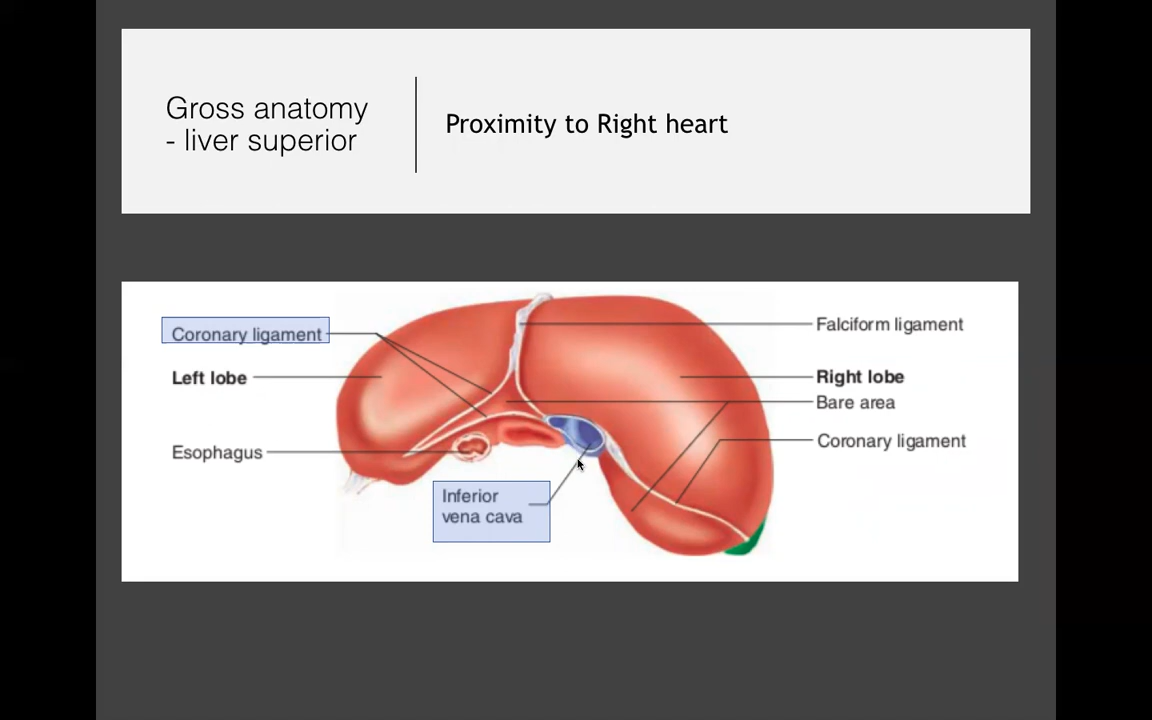 Gross anatomy
- liver superior
Proximity to Right heart
Coronary ligament
Left lobe
Esophagus
Inferior
vena cava
Falciform ligament
Right lobe
Bare area
Coronary ligament